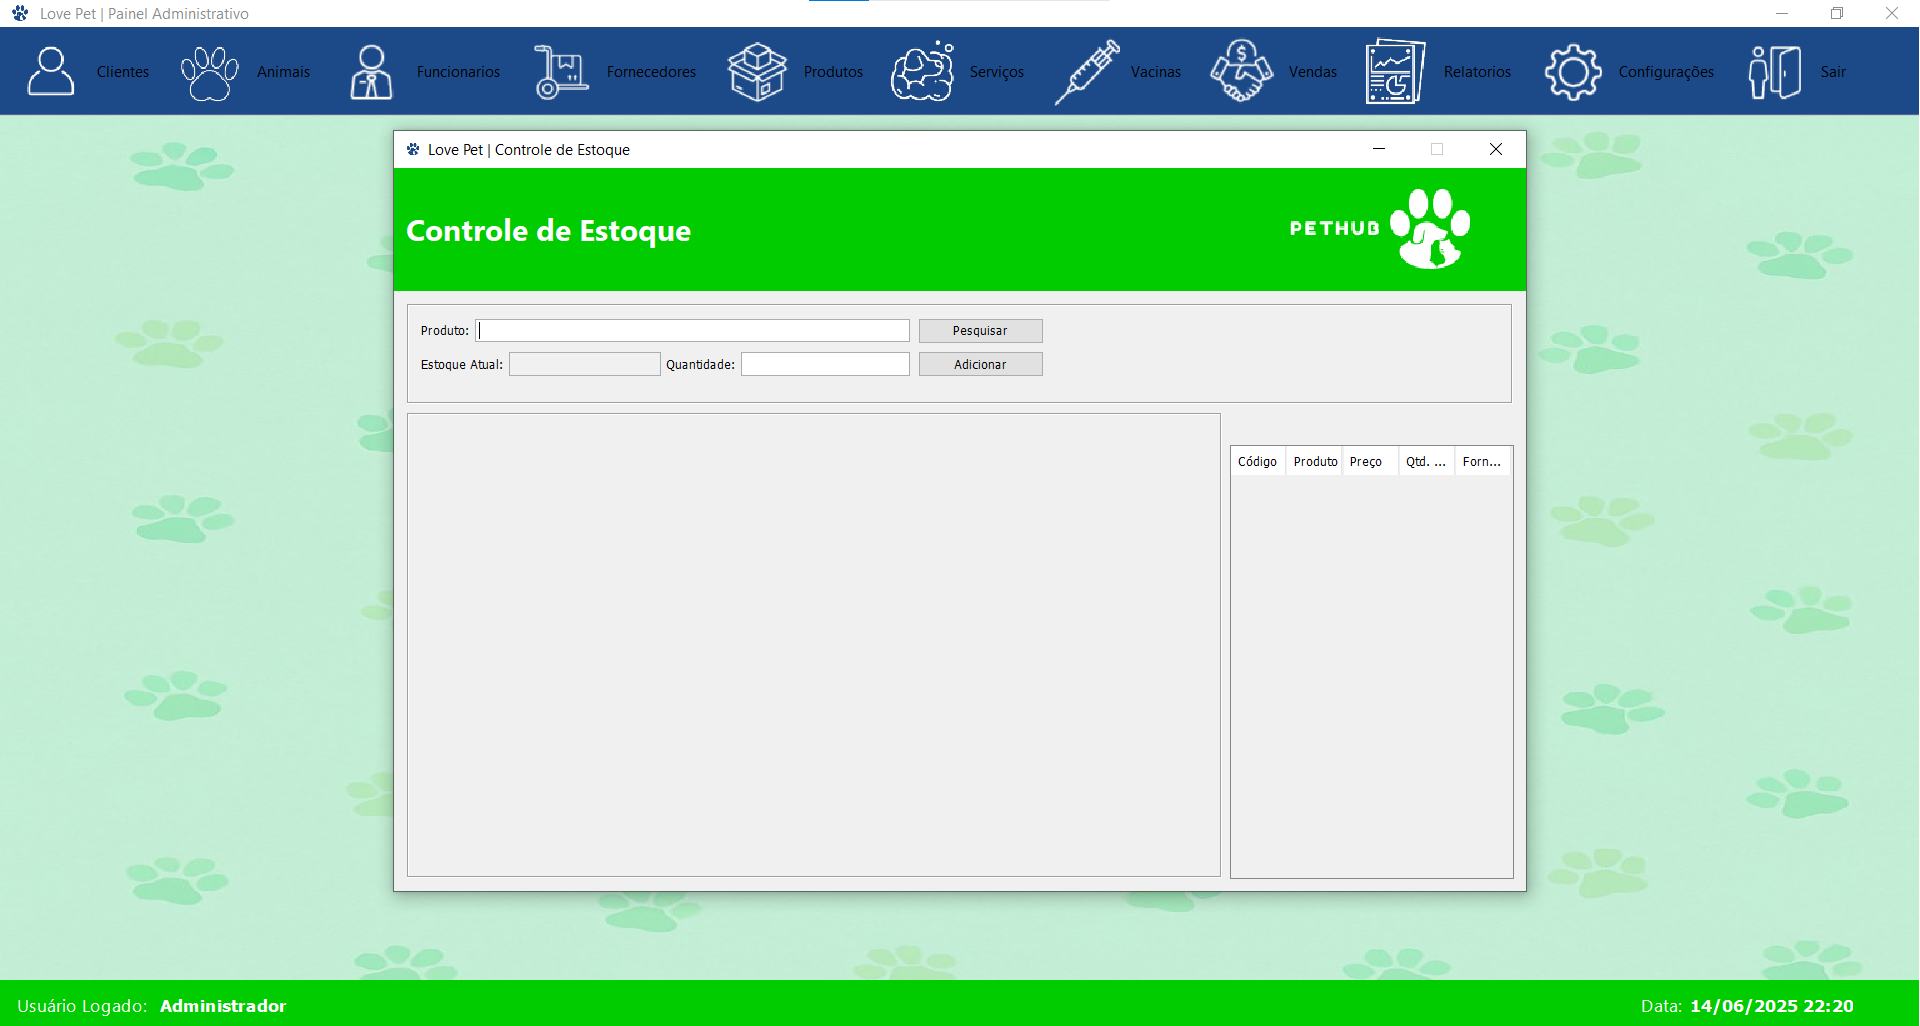 Love Pet | Painel Administrativo
Clientes Animais Funcionarios Fornecedores Produtos Serviços Vacinas Vendas Relatorios Configurações Sair
Love Pet | Controle de Estoque
Controle de Estoque
PETHUB
Produto:
Pesquisar
Estoque Atual:
Quantidade:
Adicionar
Código Produto Preço Qtd. ... Forn...
Usuário Logado: Administrador
Data: 14/06/2025 22:20